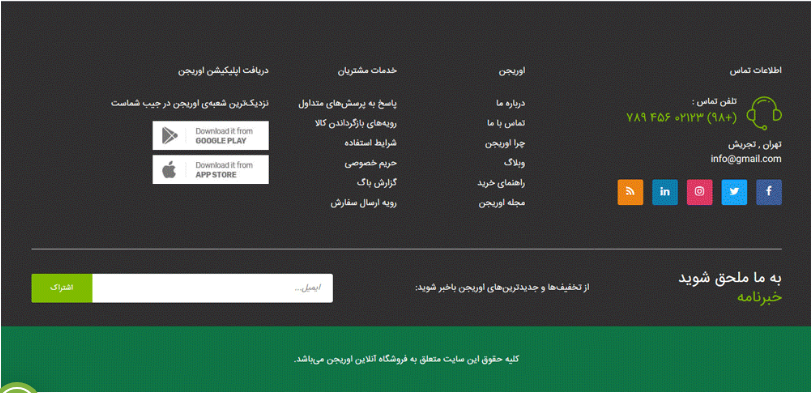 اطلاعات تماس
تلفن تماس :
(+۹۸) ۰۲۱۲۳ ۴۵۶ ۷۸۹
تهران , تجریش
info@gmail.com
اوریجن
درباره ما
تماس با ما
چرا اوریجن
وبلاگ
راهنمای خرید
مجله اوریجن
خدمات مشتریان
پاسخ به پرسش‌های متداول
رویه‌های بازگرداندن کالا
شرایط استفاده
حریم خصوصی
گزارش باگ
رویه ارسال سفارش
دریافت اپلیکیشن اوریجن
نزدیک‌ترین شعبه‌ی اوریجن در جیب شماست
Download it from
GOOGLE PLAY
Download it from
APP STORE
به ما ملحق شوید
خبرنامه
از تخفیف‌ها و جدیدترین‌های اوریجن باخبر شوید:
ایمیل...
اشتراک
کلیه حقوق این سایت متعلق به فروشگاه آنلاین اوریجن می‌باشد.